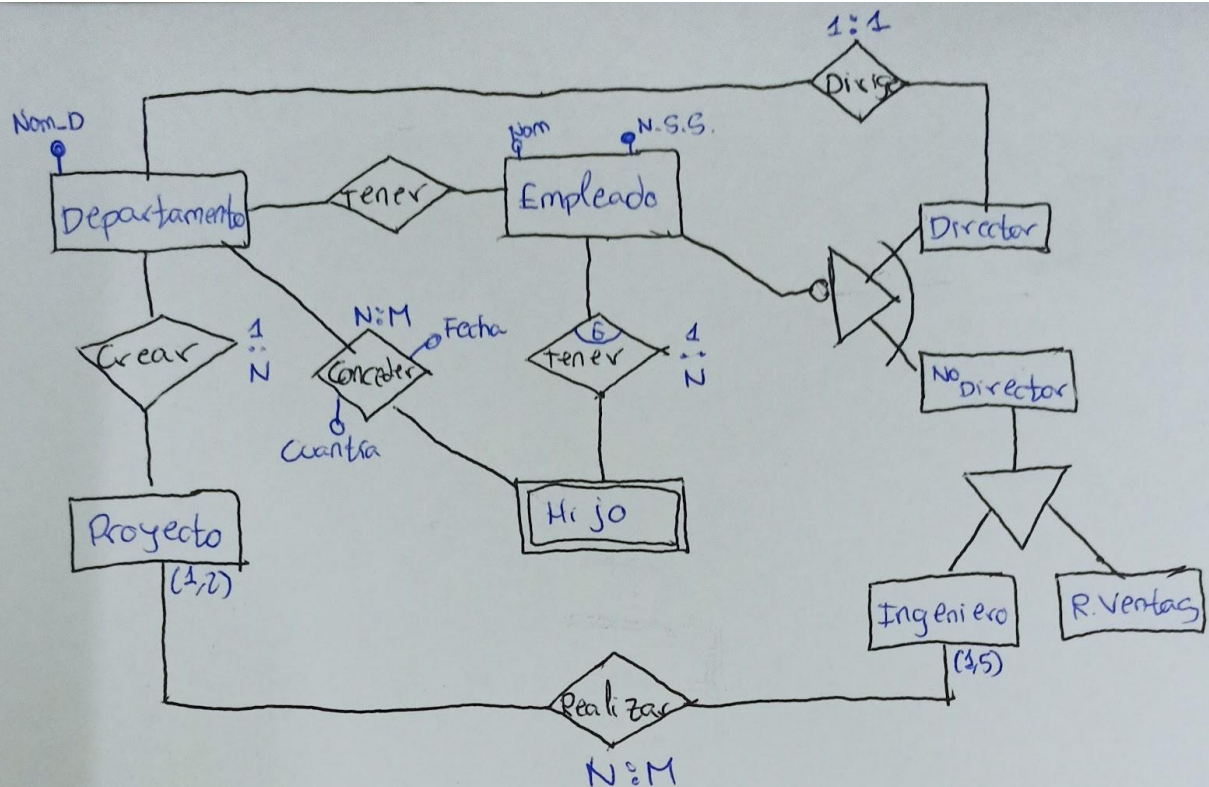 1:1
Dirige
Nom_D
Nom
N.S.S.
Departamento
Tener
Empleado
Director
N:M
Fecha
Crear
1:N
Conceder
E
Tener
1:N
No Director
Cuantía
Proyecto
(1,2)
Hijo
Ingeniero
R.Ventas
(1,5)
Realizar
N:M